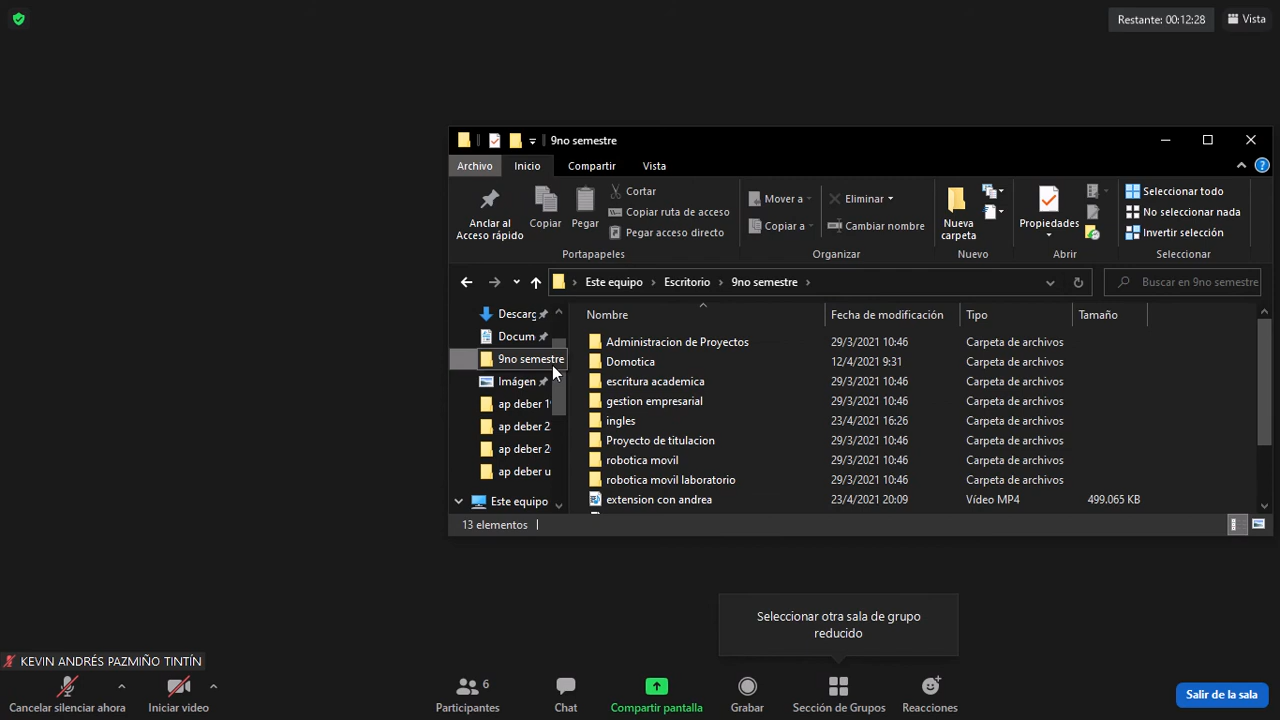 Restante: 00:12:28
Vista
9no semestre
Archivo Inicio Compartir Vista
Anclar al Acceso rápido
Copiar
Pegar
Cortar
Copiar ruta de acceso
Pegar acceso directo
Portapapeles
Mover a
Copiar a
Eliminar
Cambiar nombre
Organizar
Nueva carpeta
Nuevo
Propiedades
Abrir
Seleccionar todo
No seleccionar nada
Invertir selección
Seleccionar
Este equipo > Escritorio > 9no semestre >
Buscar en 9no semestre
Descarg
Docum
9no semestre
Imágen
ap deber 1
ap deber 2
ap deber 2
ap deber u
Este equipo
Nombre Fecha de modificación Tipo Tamaño
Administracion de Proyectos 29/3/2021 10:46 Carpeta de archivos
Domotica 12/4/2021 9:31 Carpeta de archivos
escritura academica 29/3/2021 10:46 Carpeta de archivos
gestion empresarial 29/3/2021 10:46 Carpeta de archivos
ingles 23/4/2021 16:26 Carpeta de archivos
Proyecto de titulacion 29/3/2021 10:46 Carpeta de archivos
robotica movil 29/3/2021 10:46 Carpeta de archivos
robotica movil laboratorio 29/3/2021 10:46 Carpeta de archivos
extension con andrea 23/4/2021 20:09 Vídeo MP4 499.065 KB
13 elementos
Seleccionar otra sala de grupo
reducido
KEVIN ANDRÉS PAZMIÑO TINTÍN
Cancelar silenciar ahora
Iniciar video
Participantes 6
Chat
Compartir pantalla
Grabar
Sección de Grupos
Reacciones
Salir de la sala